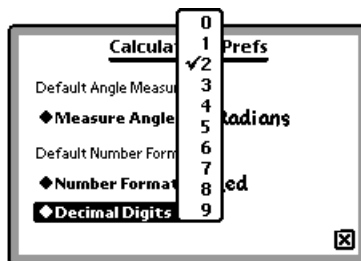 Calcula Prefs
Default Angle Measu
◆Measure Angle Radians
Default Number Form
◆Number Format ed
◆Decimal Digits
0
1
✓2
3
4
5
6
7
8
9